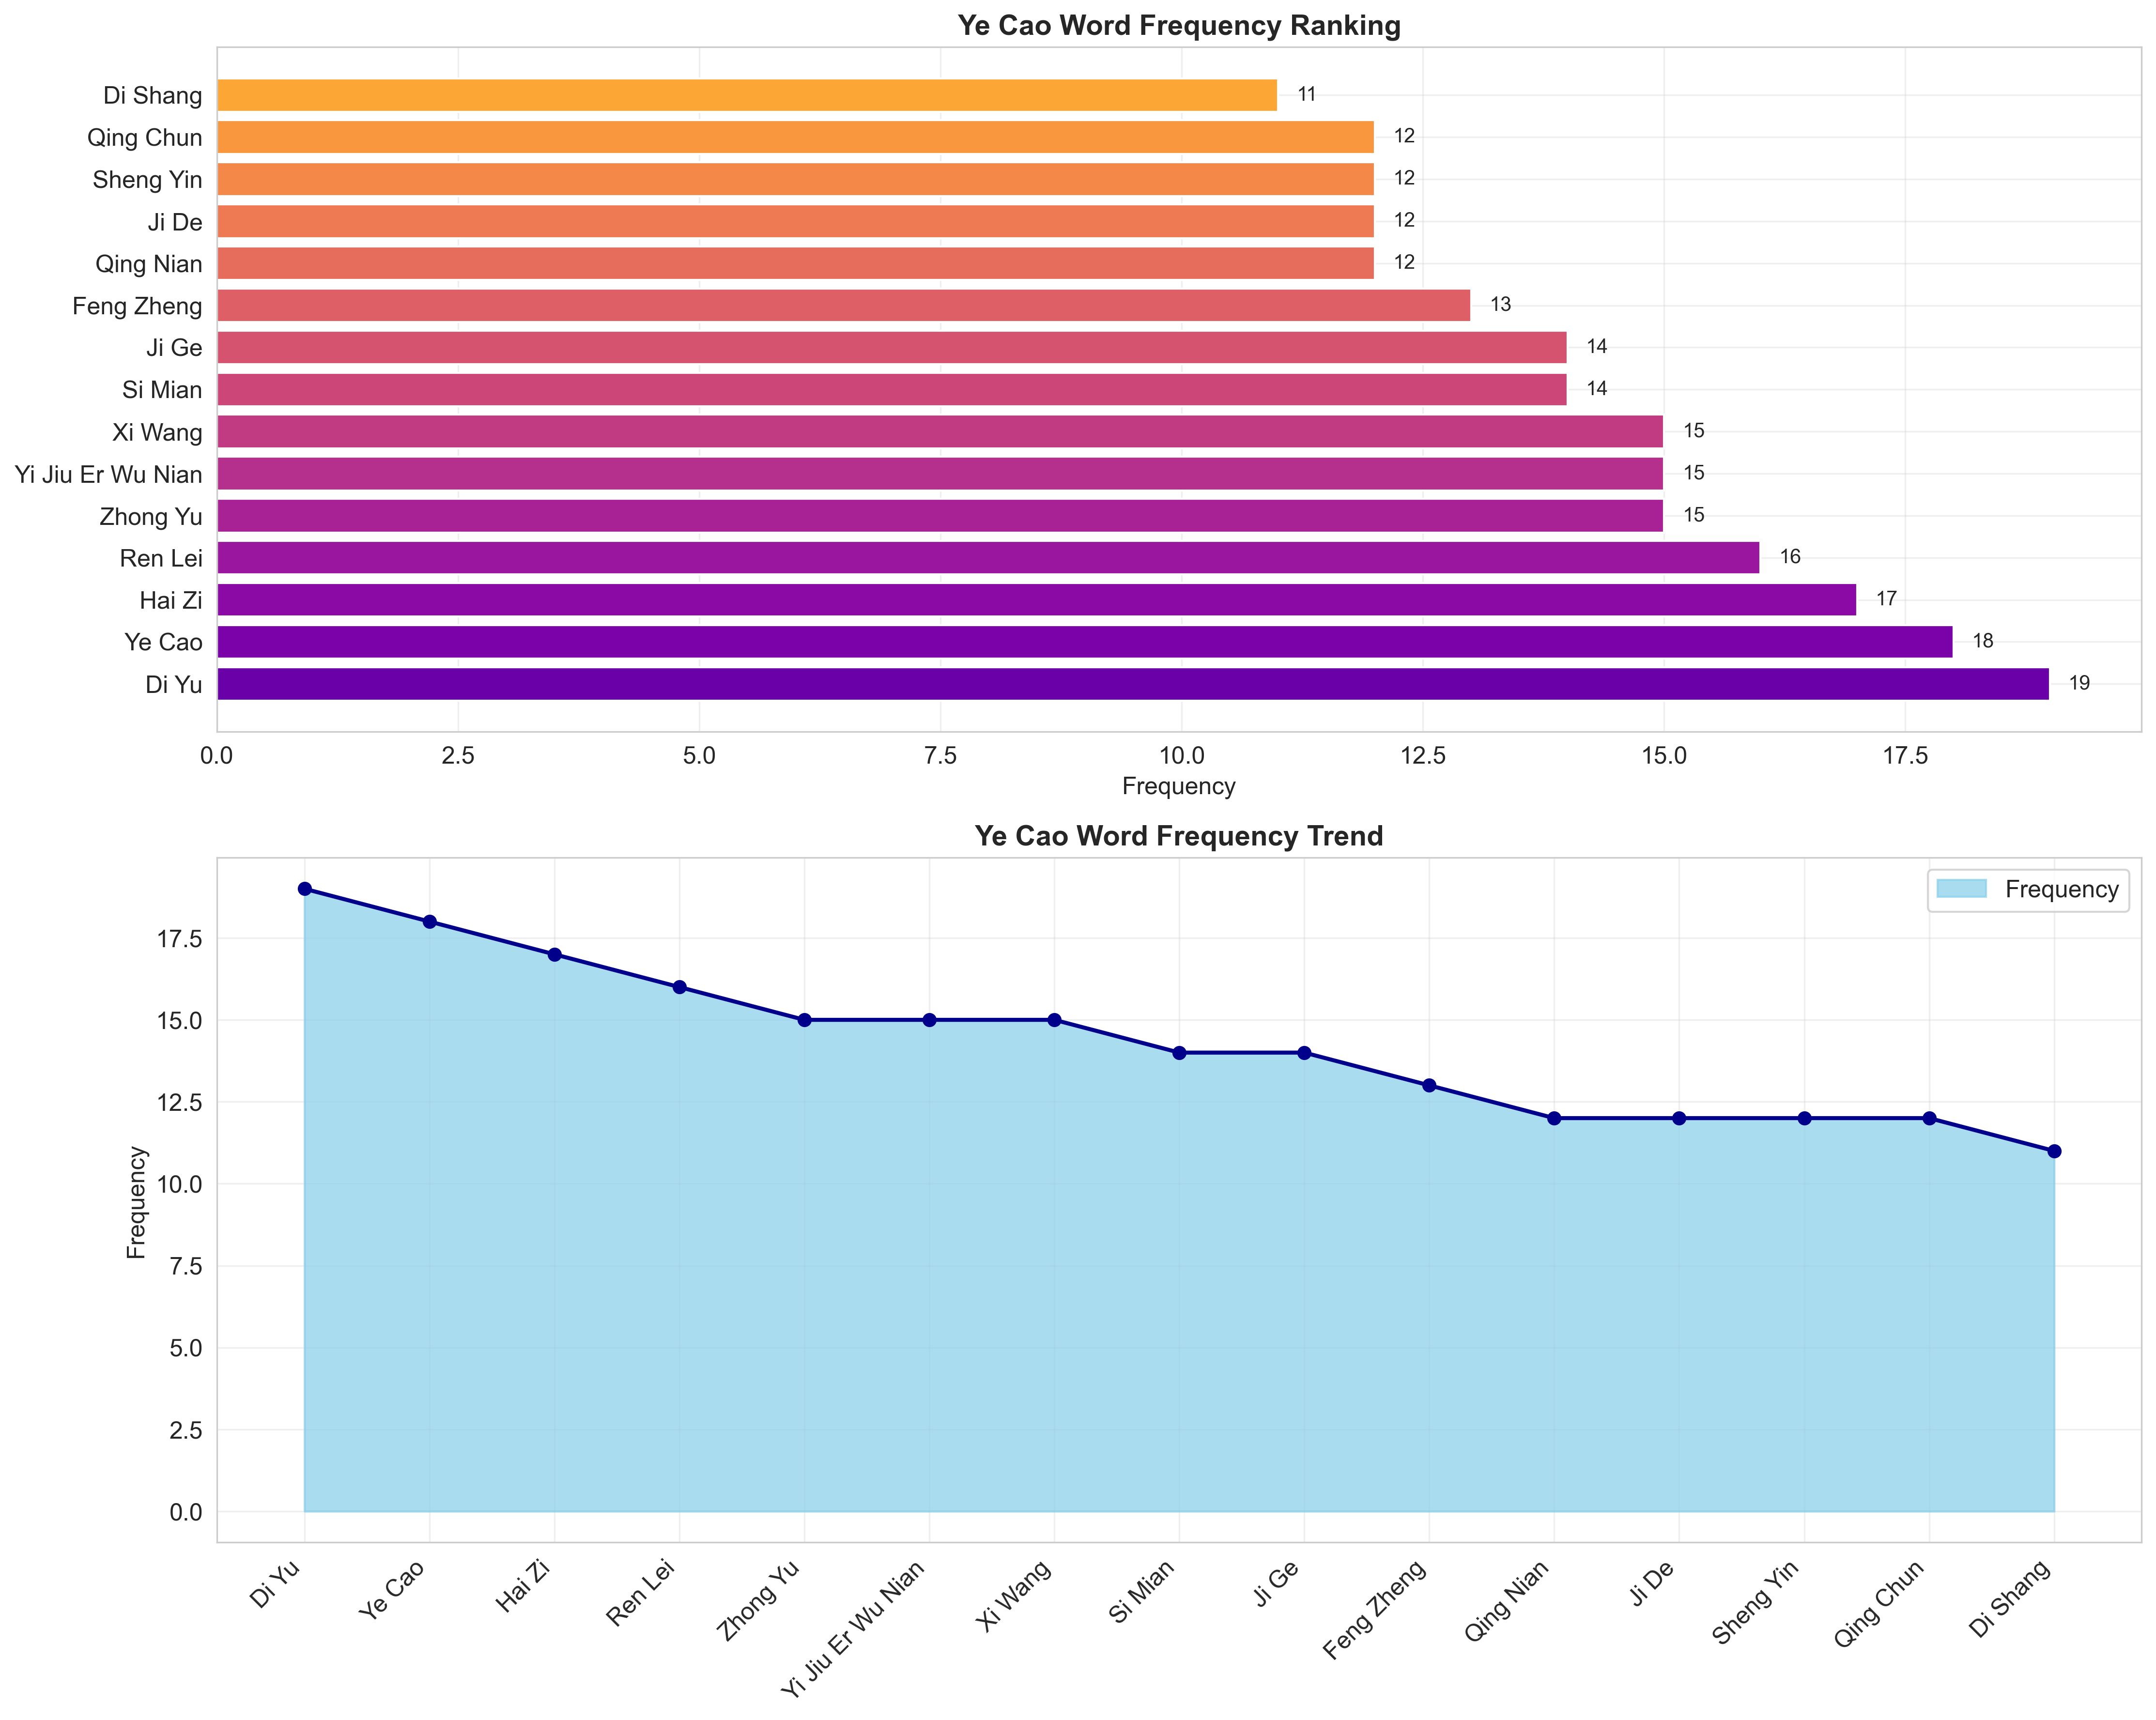 Ye Cao Word Frequency Ranking
Di Shang 11
Qing Chun 12
Sheng Yin 12
Ji De 12
Qing Nian 12
Feng Zheng 13
Ji Ge 14
Si Mian 14
Xi Wang 15
Yi Jiu Er Wu Nian 15
Zhong Yu 15
Ren Lei 16
Hai Zi 17
Ye Cao 18
Di Yu 19
0.0 2.5 5.0 7.5 10.0 12.5 15.0 17.5
Frequency
Ye Cao Word Frequency Trend
Frequency
17.5
15.0
12.5
10.0
7.5
5.0
2.5
0.0
Frequency
Di Yu
Ye Cao
Hai Zi
Ren Lei
Zhong Yu
Yi Jiu Er Wu Nian
Xi Wang
Si Mian
Ji Ge
Feng Zheng
Qing Nian
Ji De
Sheng Yin
Qing Chun
Di Shang